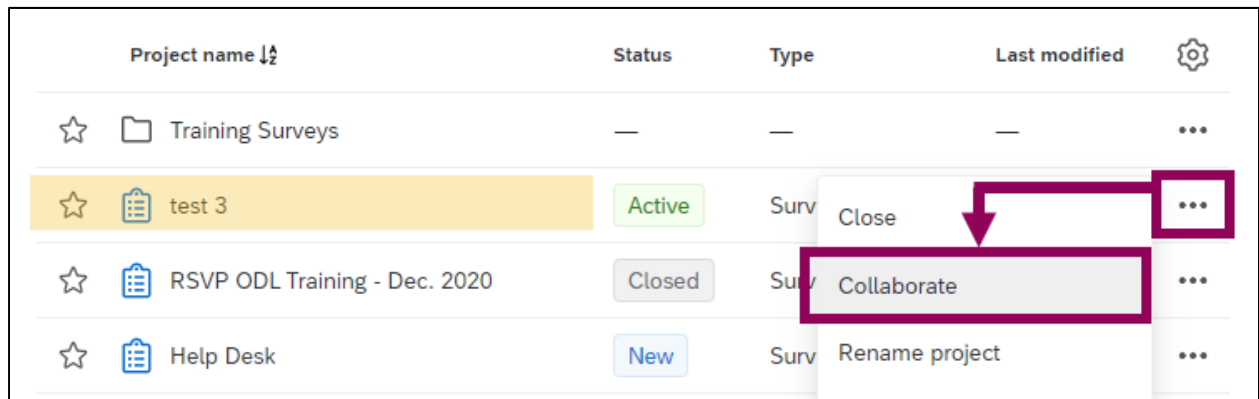 Project name Status Type Last modified
Training Surveys — — —
test 3 Active Surv
Close
RSVP ODL Training - Dec. 2020 Closed Surv
Collaborate
Help Desk New Surv
Rename project